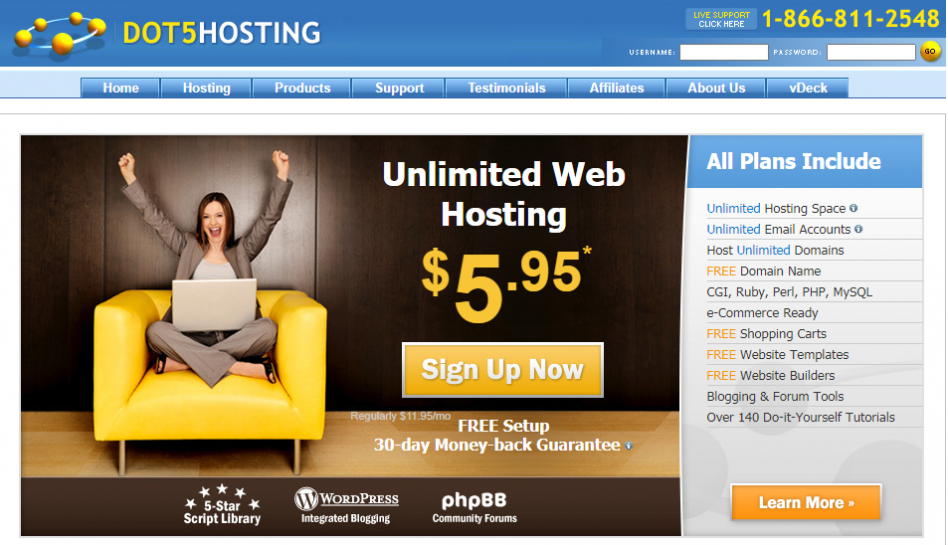 DOT5HOSTING
LIVE SUPPORT
CLICK HERE
1-866-811-2548
USERNAME:
PASSWORD:
GO
Home
Hosting
Products
Support
Testimonials
Affiliates
About Us
vDeck
Unlimited Web
Hosting
$5.95*
Sign Up Now
Regularly $11.95/mo
FREE Setup
30-day Money-back Guarantee
5-Star
Script Library
WORDPRESS
Integrated Blogging
phpBB
Community Forums
All Plans Include
Unlimited Hosting Space
Unlimited Email Accounts
Host Unlimited Domains
FREE Domain Name
CGI, Ruby, Perl, PHP, MySQL
e-Commerce Ready
FREE Shopping Carts
FREE Website Templates
FREE Website Builders
Blogging & Forum Tools
Over 140 Do-it-Yourself Tutorials
Learn More »